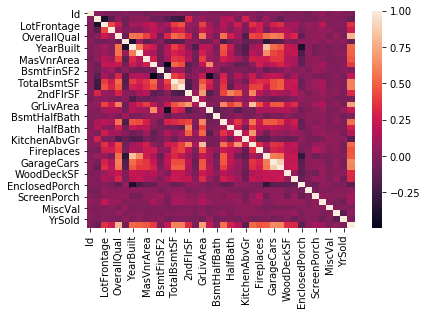 Id
LotFrontage
OverallQual
YearBuilt
MasVnrArea
BsmtFinSF2
TotalBsmtSF
2ndFlrSF
GrLivArea
BsmtHalfBath
HalfBath
KitchenAbvGr
Fireplaces
GarageCars
WoodDeckSF
EnclosedPorch
ScreenPorch
MiscVal
YrSold
Id
LotFrontage
OverallQual
YearBuilt
MasVnrArea
BsmtFinSF2
TotalBsmtSF
2ndFlrSF
GrLivArea
BsmtHalfBath
HalfBath
KitchenAbvGr
Fireplaces
GarageCars
WoodDeckSF
EnclosedPorch
ScreenPorch
MiscVal
YrSold
1.00
0.75
0.50
0.25
0.00
−0.25